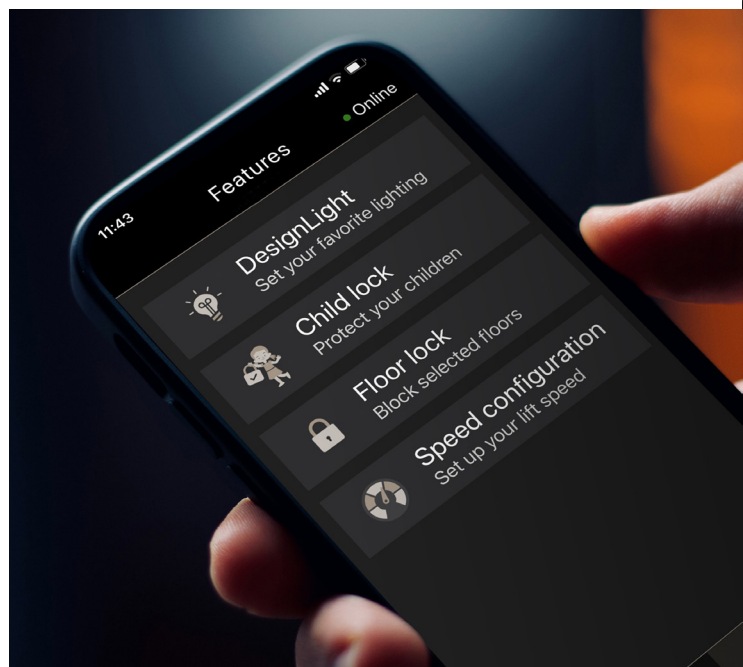 11:43
Features
Online
DesignLight
Set your favorite lighting
Child lock
Protect your children
Floor lock
Block selected floors
Speed configuration
Set up your lift speed